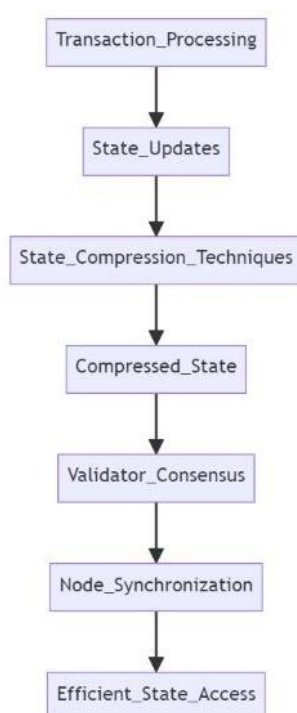 Transaction_Processing
State_Updates
State_Compression_Techniques
Compressed_State
Validator_Consensus
Node_Synchronization
Efficient_State_Access